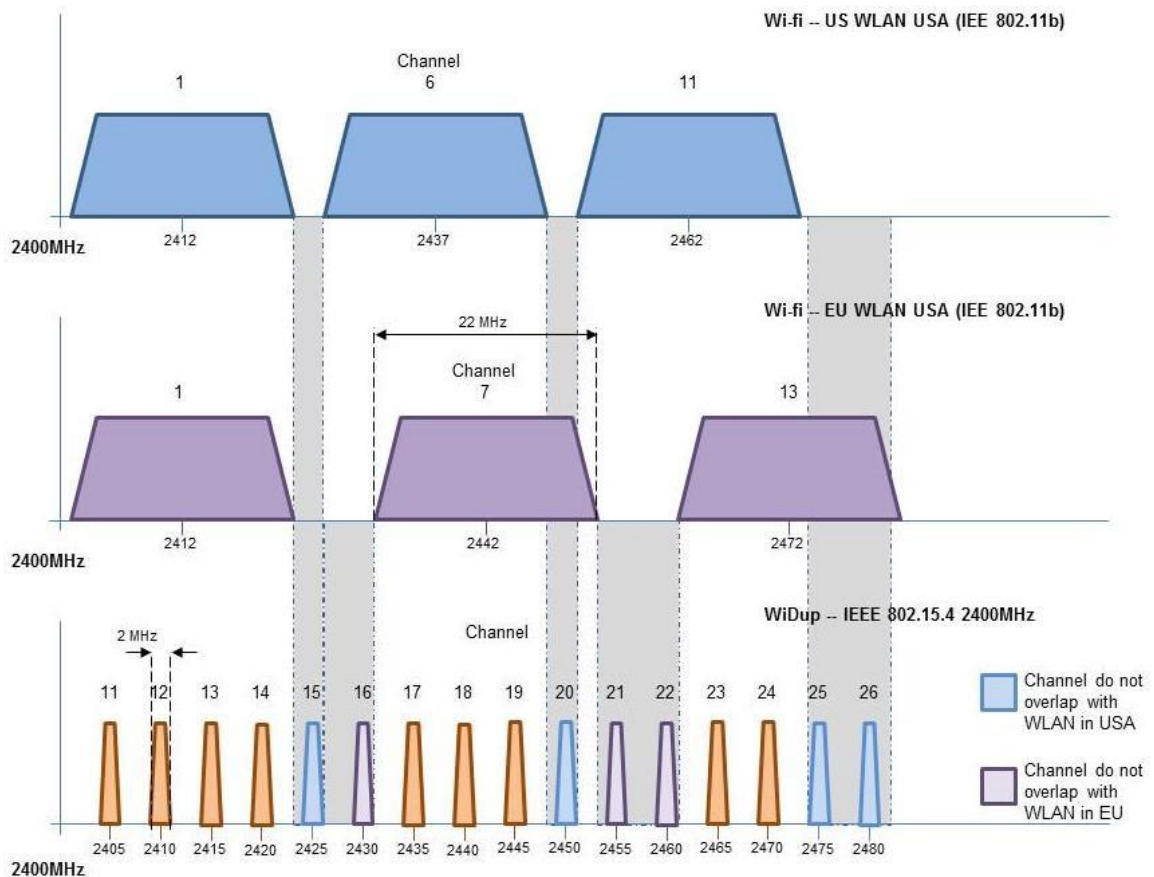 Wi-fi -- US WLAN USA (IEE 802.11b)
Channel
1 6 11
2412 2437 2462
2400MHz
Wi-fi -- EU WLAN USA (IEE 802.11b)
22 MHz
Channel
1 7 13
2412 2442 2472
2400MHz
WiDup -- IEEE 802.15.4 2400MHz
2 MHz
Channel
11 12 13 14 15 16 17 18 19 20 21 22 23 24 25 26
2405 2410 2415 2420 2425 2430 2435 2440 2445 2450 2455 2460 2465 2470 2475 2480
2400MHz
Channel do not
overlap with
WLAN in USA
Channel do not
overlap with
WLAN in EU